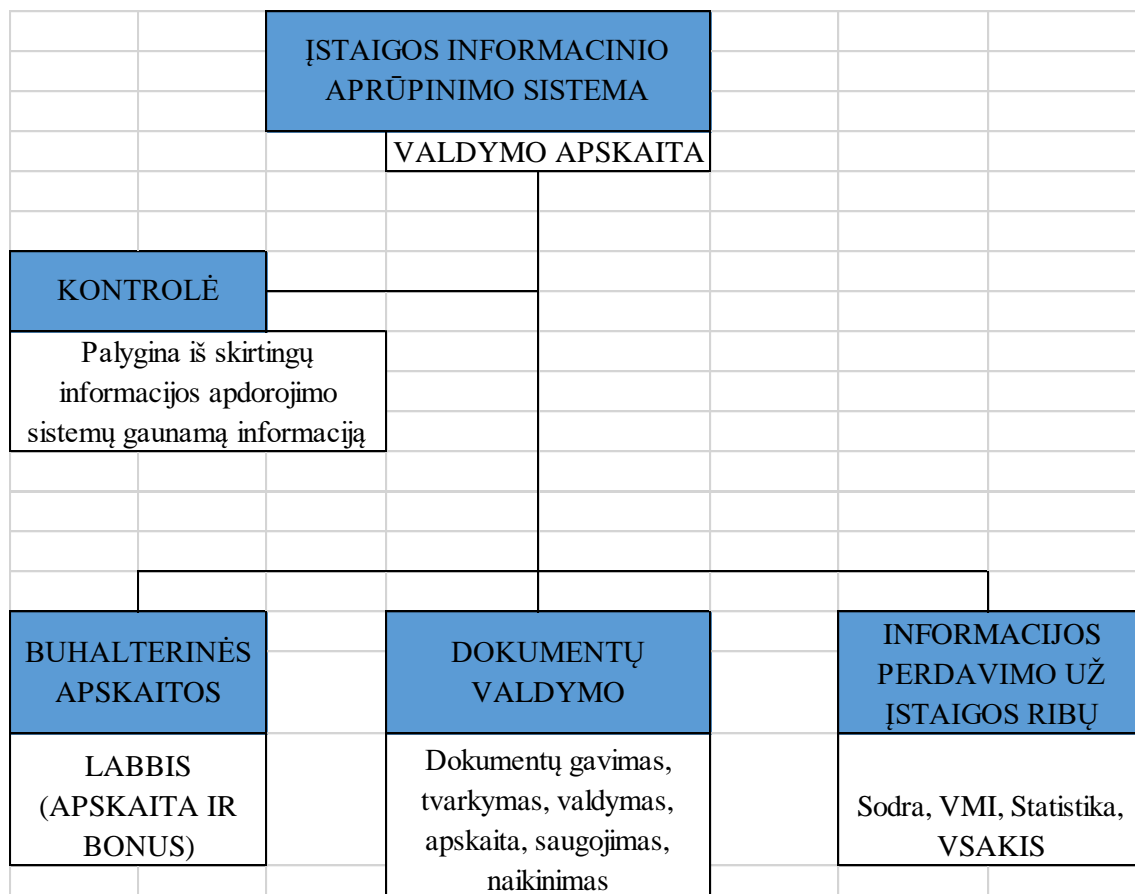 ĮSTAIGOS INFORMACINIO
APRŪPINIMO SISTEMA
VALDYMO APSKAITA
KONTROLĖ
Palygina iš skirtingų
informacijos apdorojimo
sistemų gaunamą informaciją
BUHALTERINĖS
APSKAITOS
LABBIS
(APSKAITA IR
BONUS)
DOKUMENTŲ
VALDYMO
Dokumentų gavimas,
tvarkymas, valdymas,
apskaita, saugojimas,
naikinimas
INFORMACIJOS
PERDAVIMO UŽ
ĮSTAIGOS RIBŲ
Sodra, VMI, Statistika,
VSAKIS